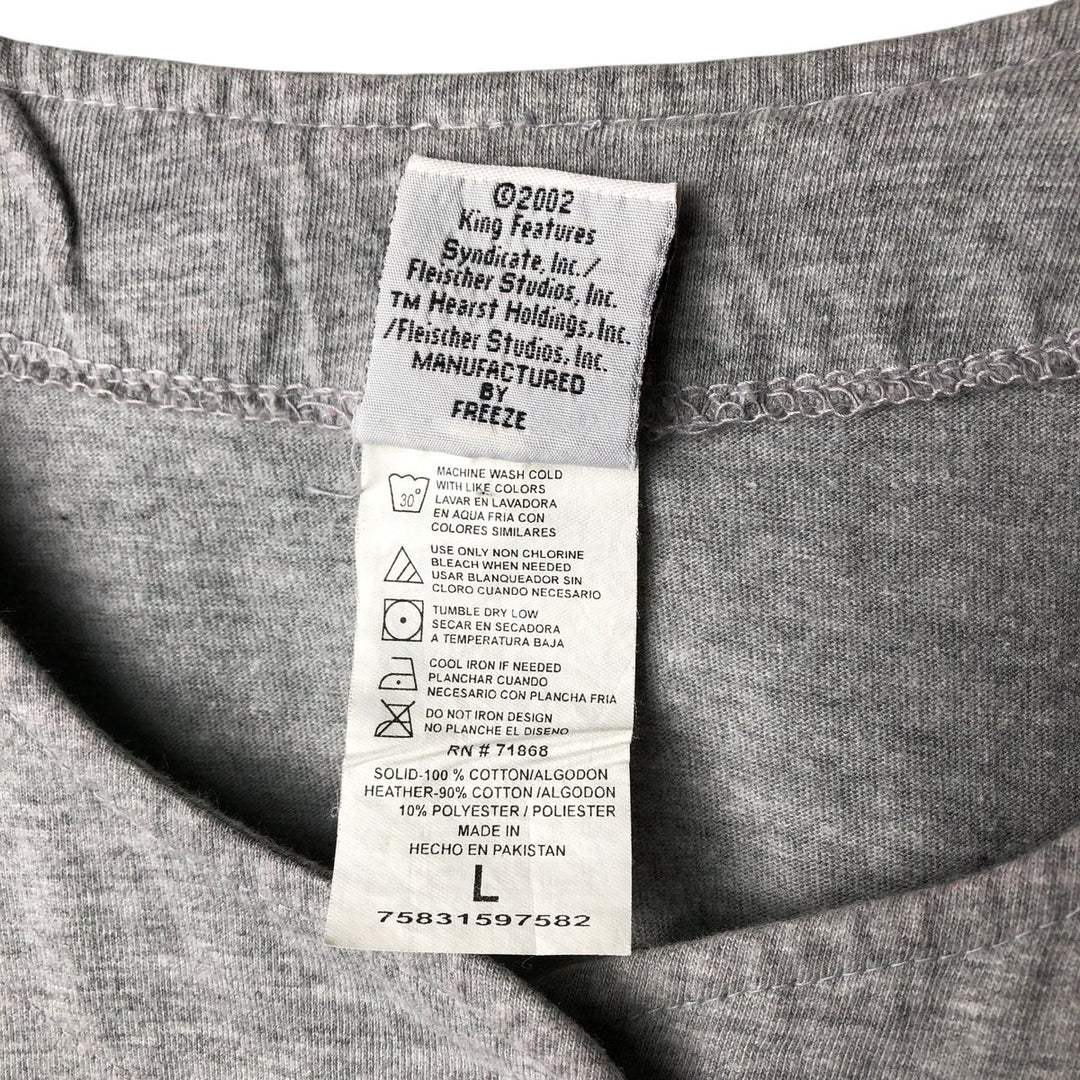 ©2002
King Features
Syndicate, Inc./
Fleischer Studios, Inc.
TM Hearst Holdings, Inc.
/Fleischer Studios, Inc.
MANUFACTURED
BY
FREEZE
30°
MACHINE WASH COLD
WITH LIKE COLORS
LAVAR EN LAVADORA
EN AQUA FRIA CON
COLORES SIMILARES
USE ONLY NON CHLORINE
BLEACH WHEN NEEDED
USAR BLANQUEADOR SIN
CLORO CUANDO NECESARIO
TUMBLE DRY LOW
SECAR EN SECADORA
A TEMPERATURA BAJA
COOL IRON IF NEEDED
PLANCHAR CUANDO
NECESARIO CON PLANCHA FRIA
DO NOT IRON DESIGN
NO PLANCHE EL DISENO
RN # 71868
SOLID-100 % COTTON/ALGODON
HEATHER-90% COTTON /ALGODON
10% POLYESTER / POLIESTER
MADE IN
HECHO EN PAKISTAN
L
75831597582